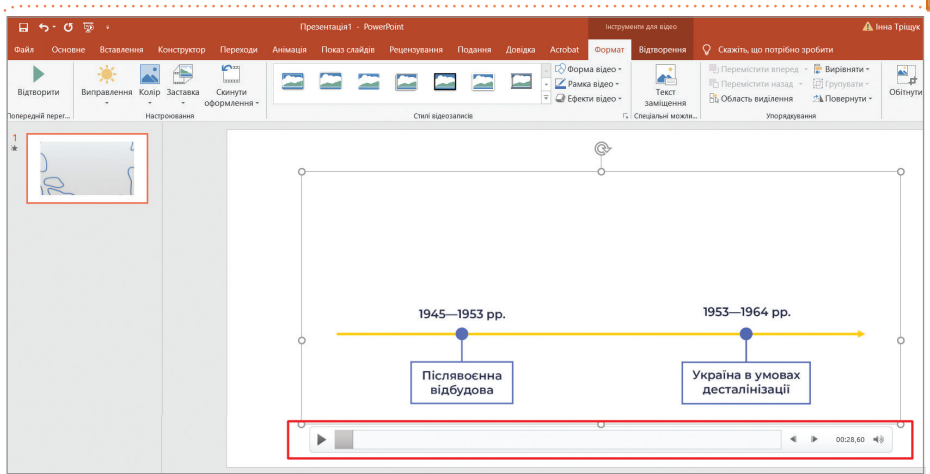 Презентація1 - PowerPoint
Інструменти для відео
Інна Тріщук
Файл Основне Вставлення Конструктор Переходи Анімація Показ слайдів Рецензування Подання Довідка Acrobat Формат Відтворення Скажіть, що потрібно зробити
Відтворити
Виправлення Колір Заставка Скинути оформлення
Форма відео
Рамка відео
Ефекти відео
Текст заміщення
Перемістити вперед Вирівняти
Перемістити назад Групувати
Область виділення Повернути
Обітнути
Попередній перег... Настроювання Стилі відеозаписів Спеціальні можли... Упорядкування
1
1945—1953 рр. 1953—1964 рр.
Післявоєнна
відбудова
Україна в умовах
десталінізації
00:28,60